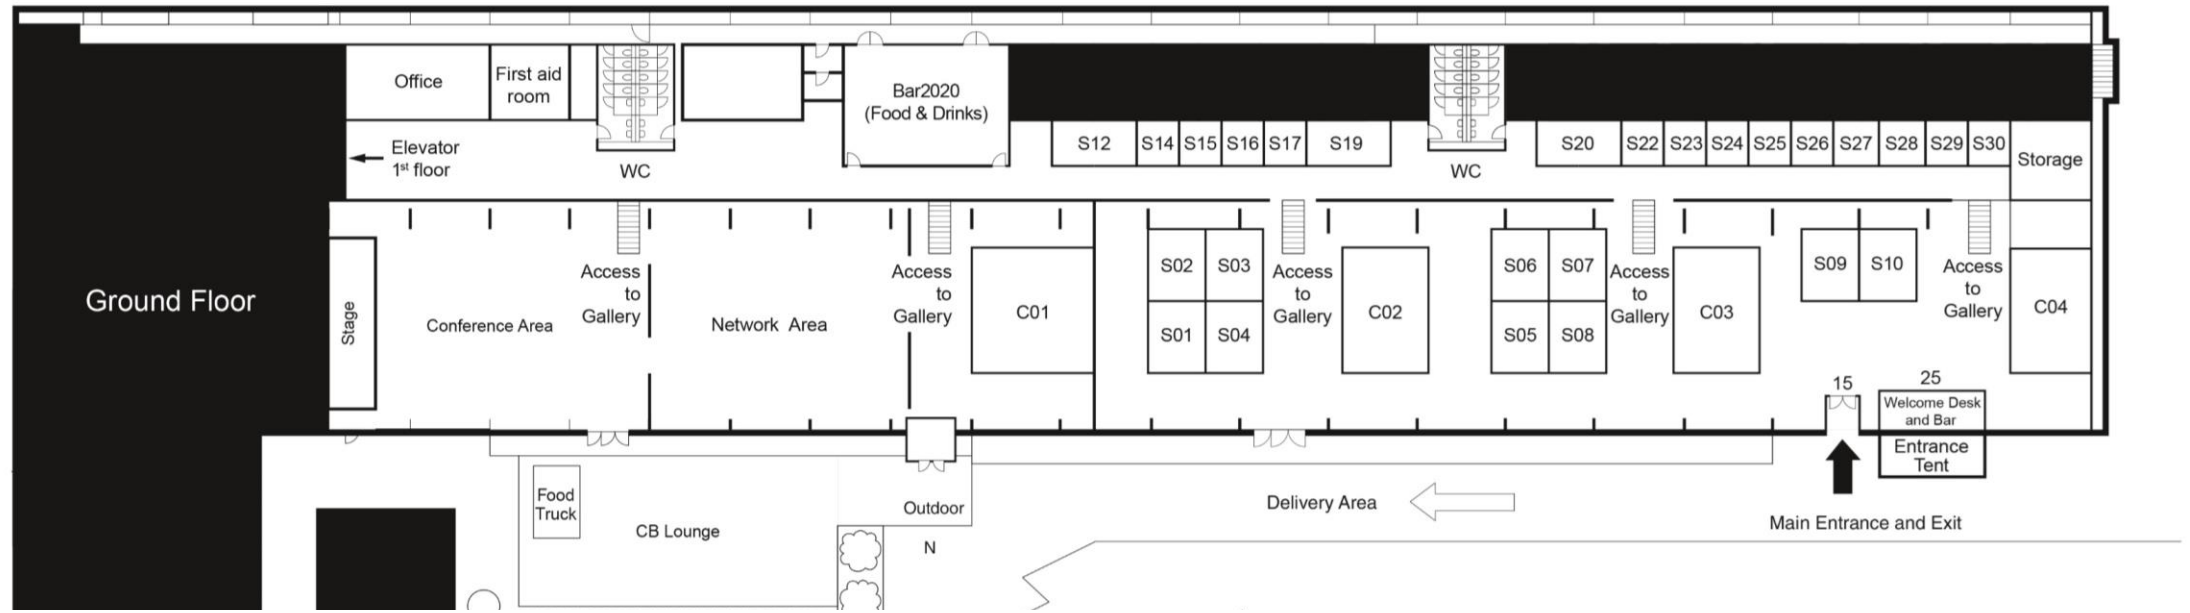 Office
First aid
room
Bar2020
(Food & Drinks)
Elevator
1st floor
WC
S12
S14
S15
S16
S17
S19
WC
S20
S22
S23
S24
S25
S26
S27
S28
S29
S30
Storage
Ground Floor
Stage
Conference Area
Access
to
Gallery
Network Area
Access
to
Gallery
C01
S02
S03
S01
S04
Access
to
Gallery
C02
S06
S07
S05
S08
Access
to
Gallery
C03
S09
S10
Access
to
Gallery
C04
15
25
Welcome Desk
and Bar
Entrance
Tent
Food
Truck
CB Lounge
Outdoor
N
Delivery Area
Main Entrance and Exit